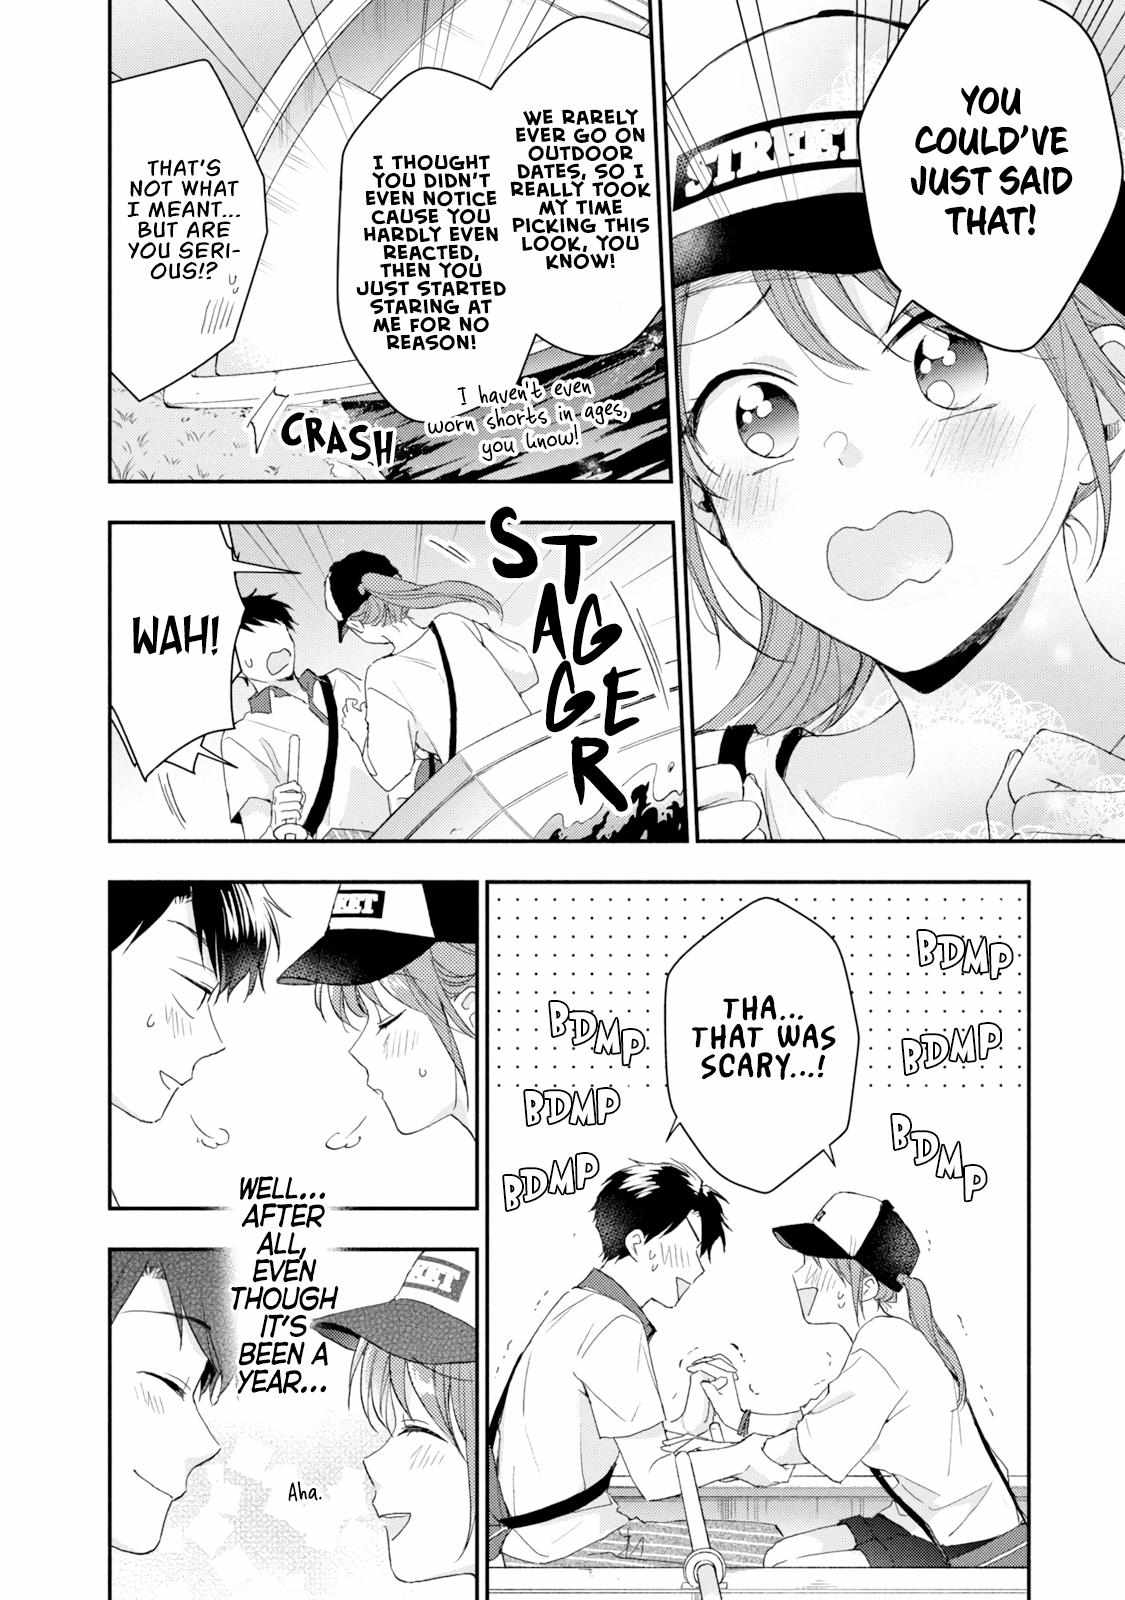 YOU
COULD'VE
JUST SAID
THAT!
STREET
WE RARELY
EVER GO ON
OUTDOOR
DATES, SO I
REALLY TOOK
MY TIME
PICKING THIS
LOOK, YOU
KNOW!
I THOUGHT
YOU DIDN'T
EVEN NOTICE
CAUSE YOU
HARDLY EVEN
REACTED,
THEN YOU
JUST STARTED
STARING AT
ME FOR NO
REASON!
I haven't even
worn shorts in ages,
you know!
THAT'S
NOT WHAT
I MEANT...
BUT ARE
YOU SERI-
OUS!?
CRASH
STAGGER
WAH!
THA...
THAT WAS
SCARY...!
BDMP
BDMP
BDMP
BDMP
BDMP
BDMP
STREET
REET
WELL...
AFTER
ALL,
EVEN
THOUGH
IT'S
BEEN A
YEAR...
REET
Aha.